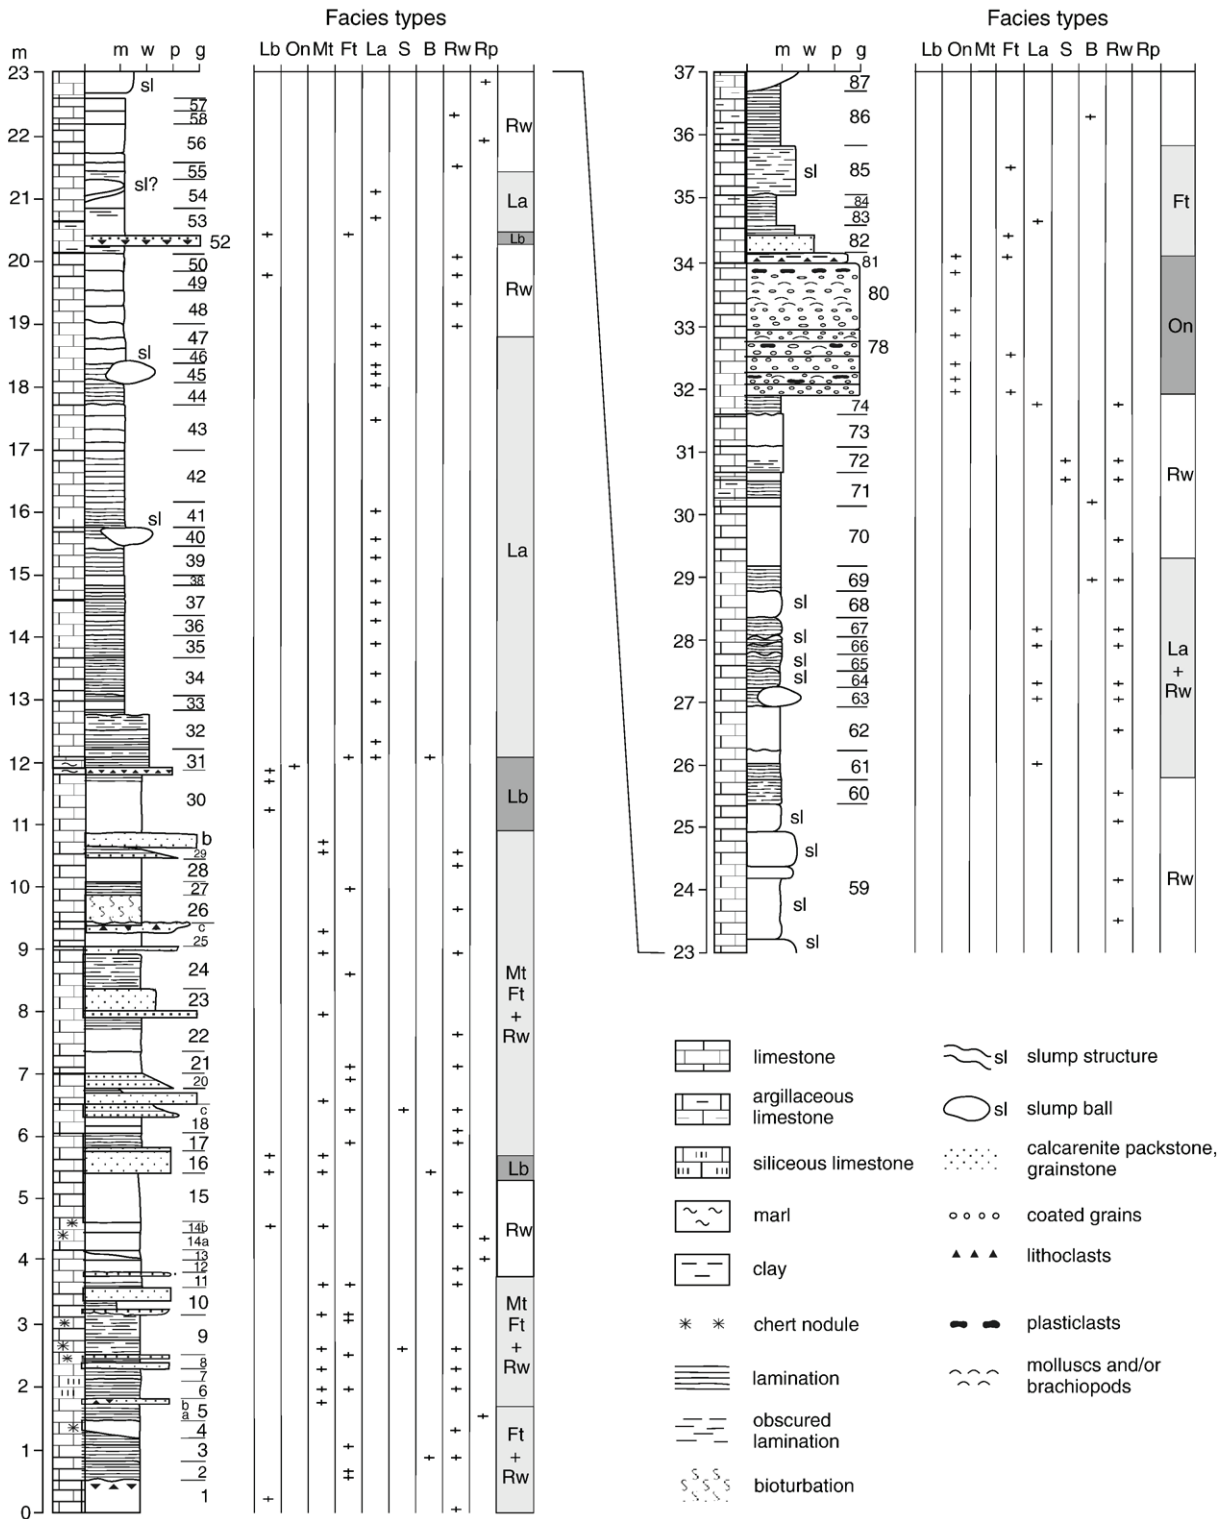 Facies types
m m w p g Lb On Mt Ft La S B Rw Rp
23
sl
57
58
22
56
Rw
55
sl?
21
54
La
53
52
Lb
20
50
49
Rw
48
19
47
sl
46
45
18
44
43
17
42
16
sl
41
40
39
La
15
38
37
36
14
35
34
13
33
32
12
31
30
Lb
11
b
29
28
10
27
26
c
25
9
24
Mt
Ft
+
Rw
23
8
22
21
7
20
c
18
6
17
16
Lb
15
5
14b
Rw
14a
4
13
12
11
10
Mt
Ft
+
Rw
3
9
8
7
2
6
b
a
5
4
Ft
+
Rw
3
1
2
1
0
Facies types
m w p g Lb On Mt Ft La S B Rw Rp
37
87
86
36
sl
85
35
84
83
Ft
82
34
81
80
On
33
78
32
74
73
31
72
Rw
71
30
70
29
69
sl
68
67
28
sl
66
La
+
Rw
sl
65
sl
64
27
63
62
26
61
60
25
sl
sl
24
59
Rw
sl
23
sl
limestone
argillaceous
limestone
siliceous limestone
marl
clay
chert nodule
lamination
obscured
lamination
bioturbation
sl slump structure
sl slump ball
calcarenite packstone,
grainstone
coated grains
lithoclasts
plasticlasts
molluscs and/or
brachiopods